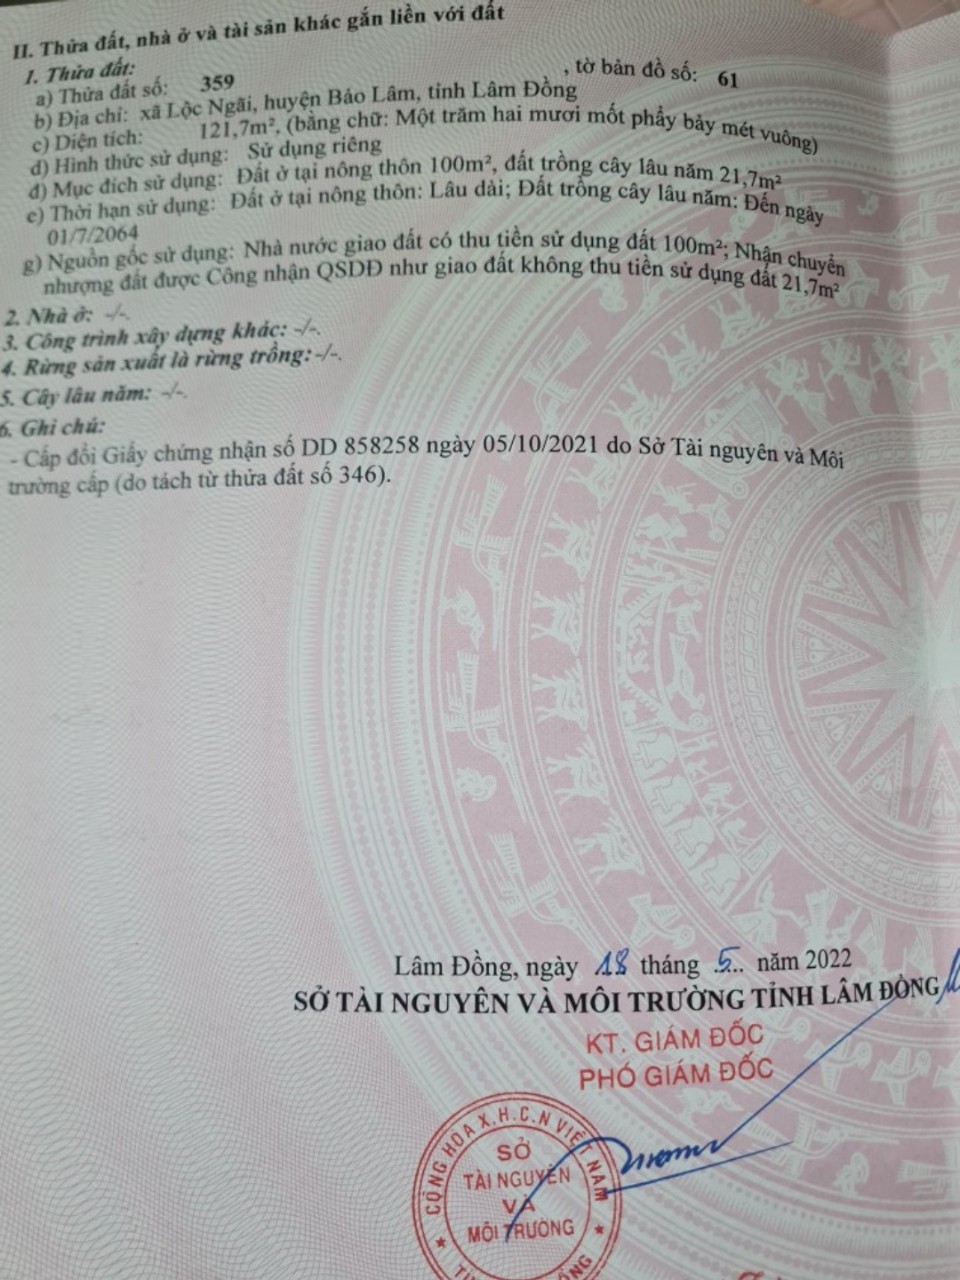 II. Thửa đất, nhà ở và tài sản khác gắn liền với đất
1. Thửa đất:
a) Thửa đất số: 359 , tờ bản đồ số: 61
b) Địa chỉ: xã Lộc Ngãi, huyện Bảo Lâm, tỉnh Lâm Đồng
c) Diện tích: 121,7m², (bằng chữ: Một trăm hai mươi mốt phẩy bảy mét vuông)
d) Hình thức sử dụng: Sử dụng riêng
đ) Mục đích sử dụng: Đất ở tại nông thôn 100m², đất trồng cây lâu năm 21,7m²
e) Thời hạn sử dụng: Đất ở tại nông thôn: Lâu dài; Đất trồng cây lâu năm: Đến ngày
01/7/2064
g) Nguồn gốc sử dụng: Nhà nước giao đất có thu tiền sử dụng đất 100m²; Nhận chuyển
nhượng đất được Công nhận QSDĐ như giao đất không thu tiền sử dụng đất 21,7m²
2. Nhà ở: -/-.
3. Công trình xây dựng khác: -/-.
4. Rừng sản xuất là rừng trồng: -/-.
5. Cây lâu năm: -/-.
6. Ghi chú:
- Cấp đổi Giấy chứng nhận số DD 858258 ngày 05/10/2021 do Sở Tài nguyên và Môi
trường cấp (do tách từ thửa đất số 346).
Lâm Đồng, ngày 18 tháng 5 năm 2022
SỞ TÀI NGUYÊN VÀ MÔI TRƯỜNG TỈNH LÂM ĐỒNG
KT. GIÁM ĐỐC
PHÓ GIÁM ĐỐC
CỘNG HÒA X.H.C.N VIỆT NAM
SỞ
TÀI NGUYÊN
VÀ
MÔI TRƯỜNG